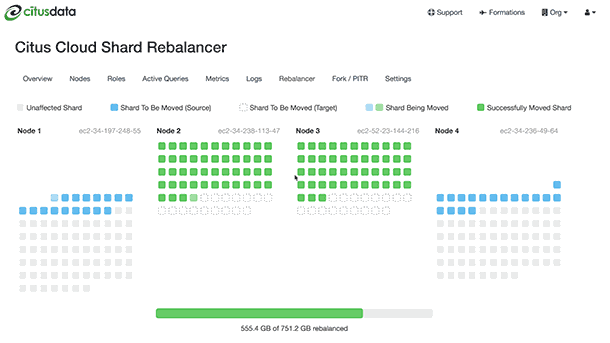 citusdata
Support Formations Org
Citus Cloud Shard Rebalancer
Overview Nodes Roles Active Queries Metrics Logs Rebalancer Fork / PITR Settings
Unaffected Shard Shard To Be Moved (Source) Shard To Be Moved (Target) Shard Being Moved Successfully Moved Shard
Node 1 ec2-34-197-248-55 Node 2 ec2-34-238-113-47 Node 3 ec2-52-23-144-216 Node 4 ec2-34-236-49-64
555.4 GB of 751.2 GB rebalanced